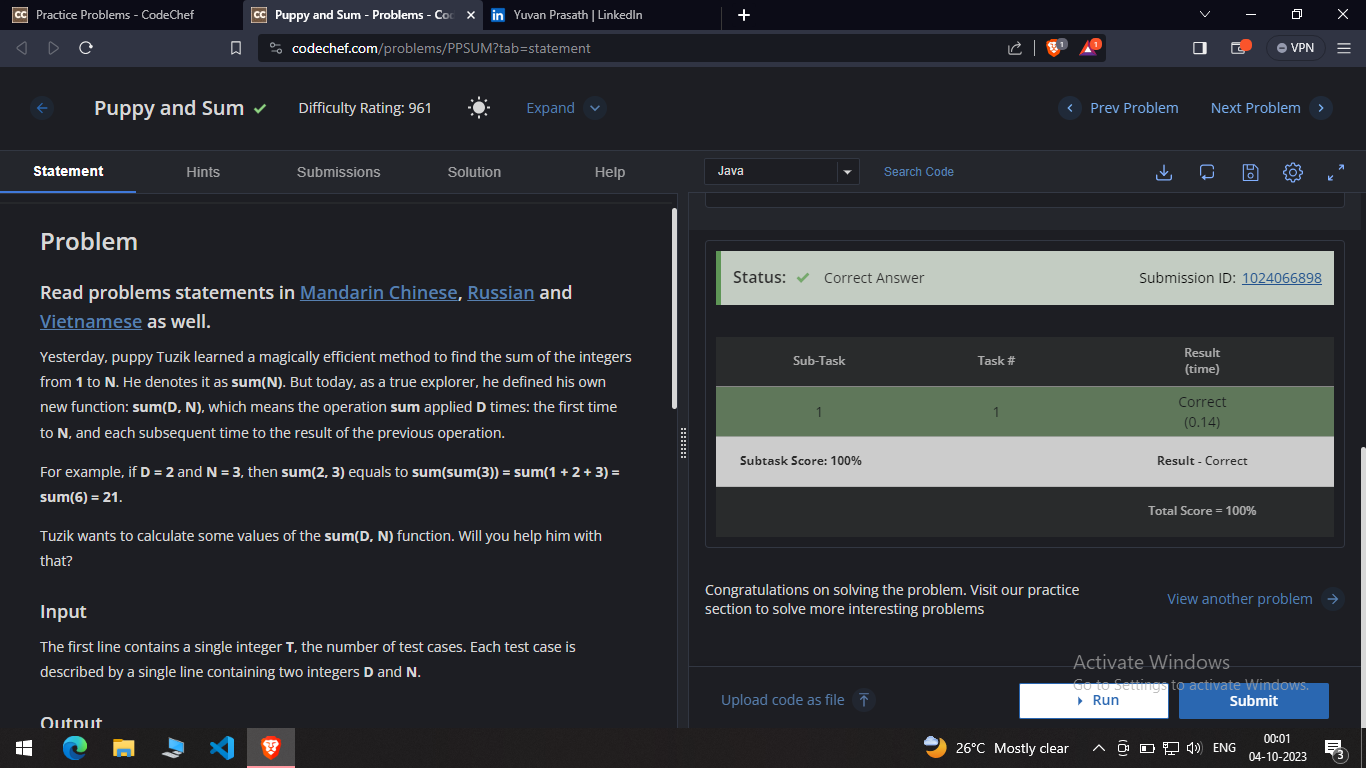 Practice Problems - CodeChef
Puppy and Sum - Problems - Co
Yuvan Prasath | LinkedIn
codechef.com/problems/PPSUM?tab=statement
1
1
VPN
Puppy and Sum
Difficulty Rating: 961
Expand
Prev Problem
Next Problem
Statement
Hints
Submissions
Solution
Help
Problem
Read problems statements in Mandarin Chinese, Russian and
Vietnamese as well.
Yesterday, puppy Tuzik learned a magically efficient method to find the sum of the integers
from 1 to N. He denotes it as sum(N). But today, as a true explorer, he defined his own
new function: sum(D, N), which means the operation sum applied D times: the first time
to N, and each subsequent time to the result of the previous operation.
For example, if D = 2 and N = 3, then sum(2, 3) equals to sum(sum(3)) = sum(1 + 2 + 3) =
sum(6) = 21.
Tuzik wants to calculate some values of the sum(D, N) function. Will you help him with
that?
Input
The first line contains a single integer T, the number of test cases. Each test case is
described by a single line containing two integers D and N.
Output
Java
Search Code
Status:
Correct Answer
Submission ID: 1024066898
Sub-Task
Task #
Result
(time)
1
1
Correct
(0.14)
Subtask Score: 100%
Result - Correct
Total Score = 100%
Congratulations on solving the problem. Visit our practice
section to solve more interesting problems
View another problem
Activate Windows
Go to Settings to activate Windows.
Upload code as file
Run
Submit
26°C Mostly clear
ENG
00:01
04-10-2023
3